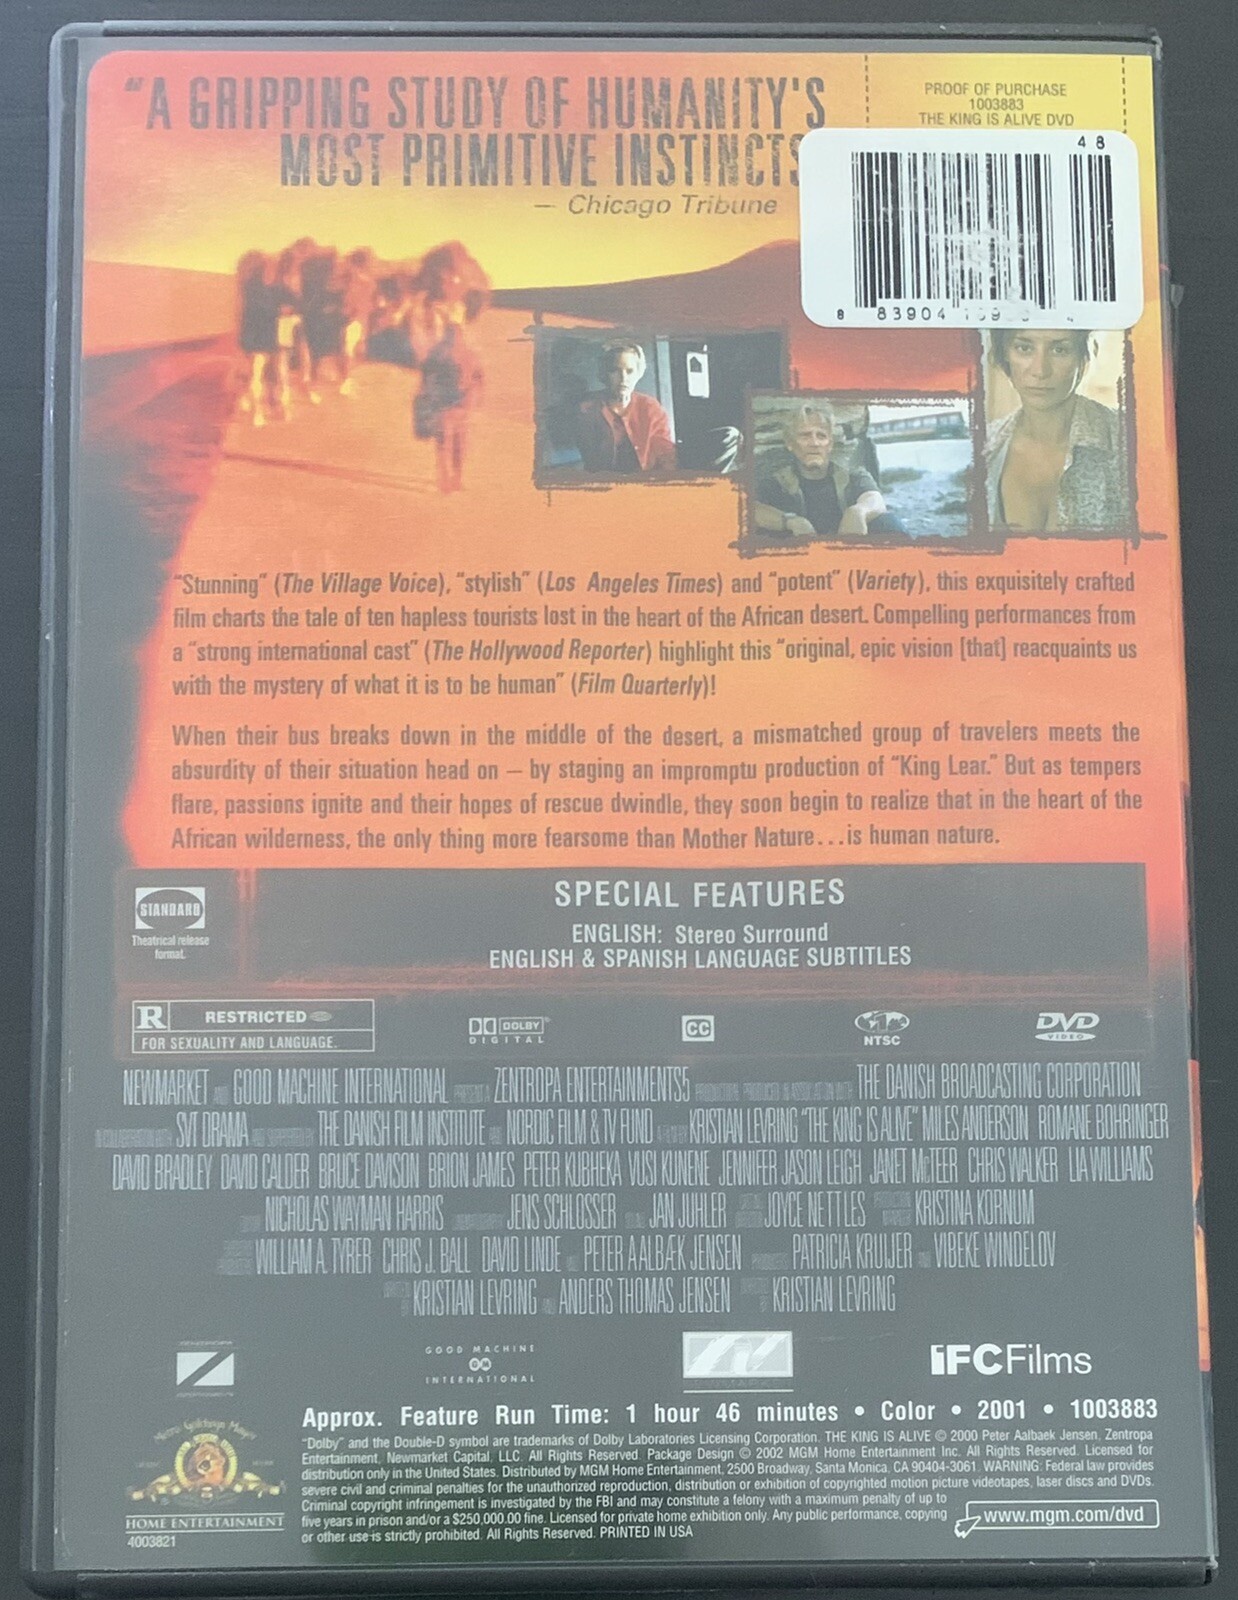 "A GRIPPING STUDY OF HUMANITY'S
MOST PRIMITIVE INSTINCTS
— Chicago Tribune
PROOF OF PURCHASE
1003883
THE KING IS ALIVE DVD
48
8 83904
"Stunning" (The Village Voice), "stylish" (Los Angeles Times) and "potent" (Variety), this exquisitely crafted
film charts the tale of ten hapless tourists lost in the heart of the African desert. Compelling performances from
a "strong international cast" (The Hollywood Reporter) highlight this "original, epic vision [that] reacquaints us
with the mystery of what it is to be human" (Film Quarterly)!
When their bus breaks down in the middle of the desert, a mismatched group of travelers meets the
absurdity of their situation head on – by staging an impromptu production of "King Lear." But as tempers
flare, passions ignite and their hopes of rescue dwindle, they soon begin to realize that in the heart of the
African wilderness, the only thing more fearsome than Mother Nature...is human nature.
STANDARD
Theatrical release
format.
SPECIAL FEATURES
ENGLISH: Stereo Surround
ENGLISH & SPANISH LANGUAGE SUBTITLES
R RESTRICTED
FOR SEXUALITY AND LANGUAGE.
DOLBY
DIGITAL
CC
NTSC
DVD
VIDEO
NEWMARKET GOOD MACHINE INTERNATIONAL ZENTROPA ENTERTAINMENTS5 THE DANISH BROADCASTING CORPORATION
SVT DRAMA THE DANISH FILM INSTITUTE NORDIC FILM & TV FUND KRISTIAN LEVRING "THE KING IS ALIVE" MILES ANDERSON ROMANE BOHRINGER
DAVID BRADLEY DAVID CALDER BRUCE DAVISON BRION JAMES PETER KUBHEKA VUSI KUNENE JENNIFER JASON LEIGH JANET McTEER CHRIS WALKER LIA WILLIAMS
NICHOLAS WAYMAN HARRIS JENS SCHLOSSER JAN JUHLER JOYCE NETTLES KRISTINA KORNUM
WILLIAM A. TYRER CHRIS J. BALL DAVID LINDE PETER AALBÆK JENSEN PATRICIA KRUIJER VIBEKE WINDELOV
KRISTIAN LEVRING ANDERS THOMAS JENSEN KRISTIAN LEVRING
GOOD MACHINE
GM
INTERNATIONAL
IFCFilms
Approx. Feature Run Time: 1 hour 46 minutes • Color • 2001 • 1003883
"Dolby" and the Double-D symbol are trademarks of Dolby Laboratories Licensing Corporation. THE KING IS ALIVE © 2000 Peter Aalbaek Jensen, Zentropa
Entertainment, Newmarket Capital, LLC. All Rights Reserved. Package Design © 2002 MGM Home Entertainment Inc. All Rights Reserved. Licensed for
distribution only in the United States. Distributed by MGM Home Entertainment, 2500 Broadway, Santa Monica, CA 90404-3061. WARNING: Federal law provides
severe civil and criminal penalties for the unauthorized reproduction, distribution or exhibition of copyrighted motion picture videotapes, laser discs and DVDs.
Criminal copyright infringement is investigated by the FBI and may constitute a felony with a maximum penalty of up to
five years in prison and/or a $250,000.00 fine. Licensed for private home exhibition only. Any public performance, copying
or other use is strictly prohibited. All Rights Reserved. PRINTED IN USA
Metro Goldwyn Mayer
HOME ENTERTAINMENT
4003821
www.mgm.com/dvd